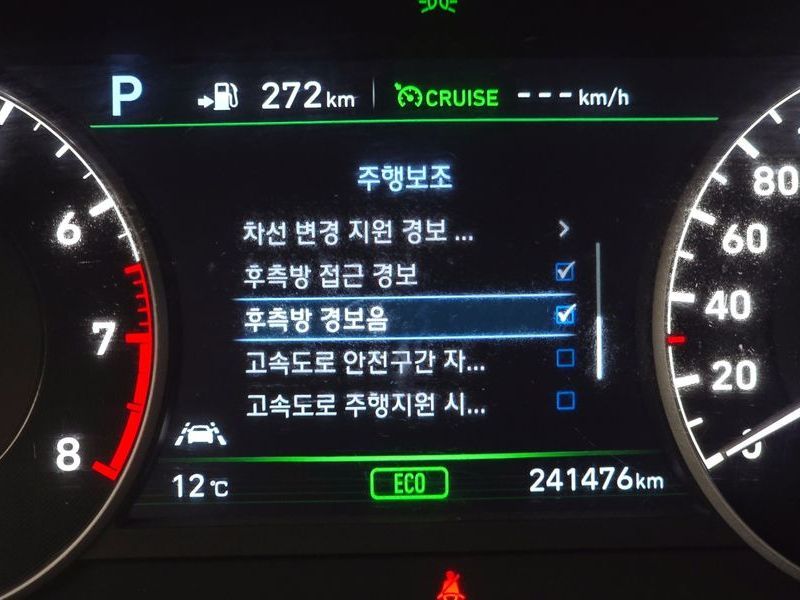 P 272km CRUISE ---km/h
주행보조
차선 변경 지원 경보 ...
후측방 접근 경보
후측방 경보음
고속도로 안전구간 자...
고속도로 주행지원 시...
12℃ ECO 241476km
6
7
8
80
60
40
20
0